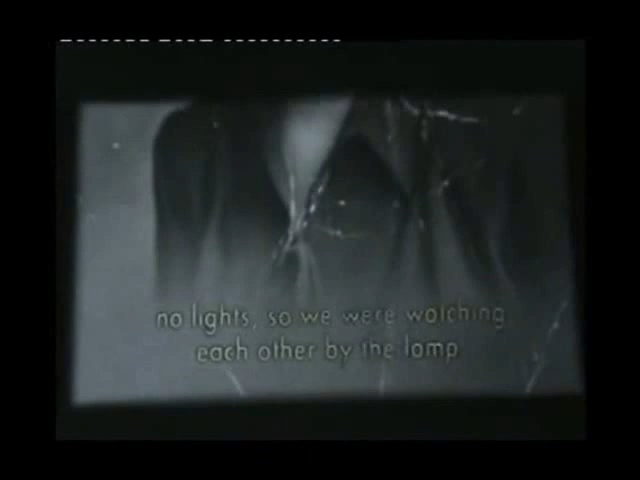 no lights, so we were watching
each other by the lamp